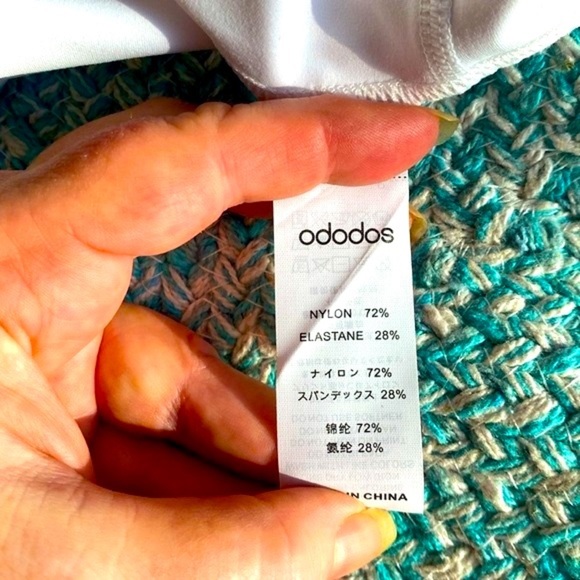 ododos
NYLON 72%
ELASTANE 28%
ナイロン 72%
スパンデックス 28%
锦纶 72%
氨纶 28%
IN CHINA